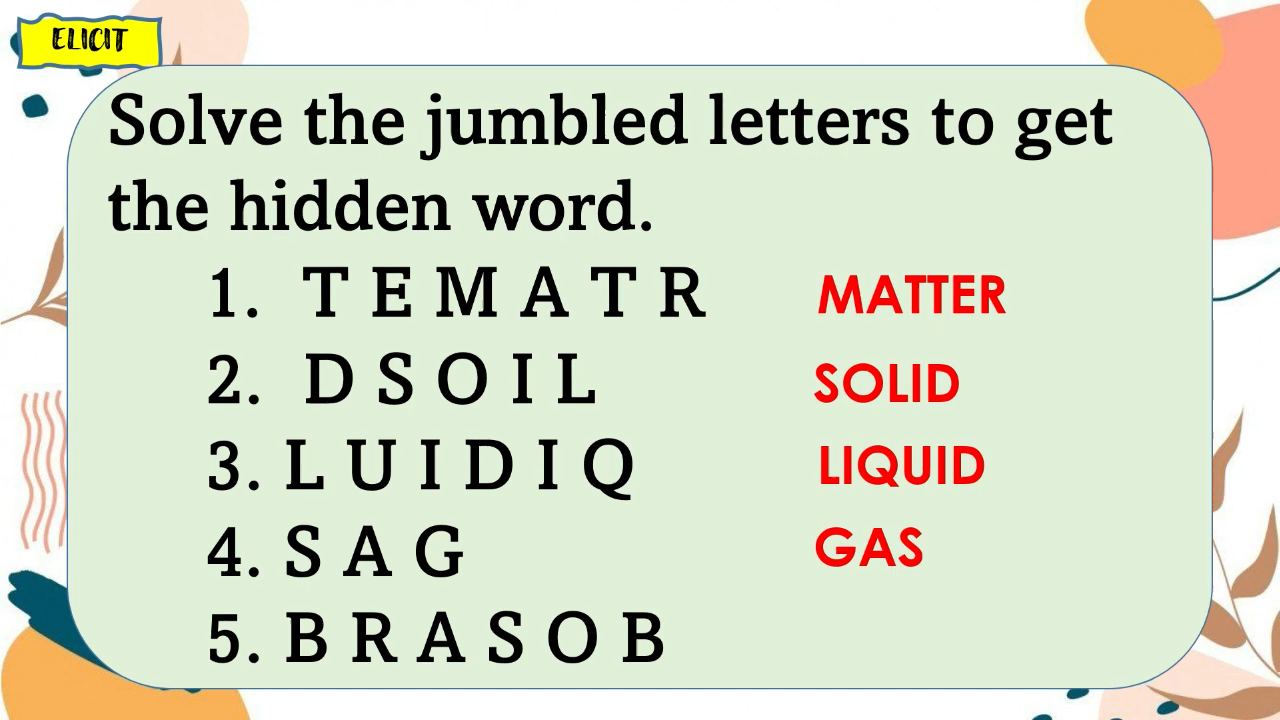 ELICIT
Solve the jumbled letters to get
the hidden word.
1. T E M A T R MATTER
2. D S O I L SOLID
3. L U I D I Q LIQUID
4. S A G GAS
5. B R A S O B